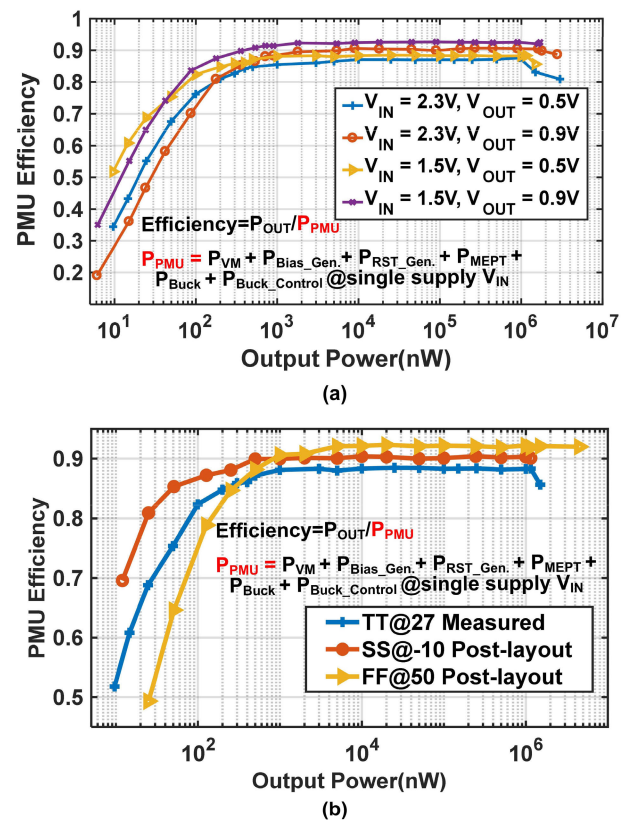 1
0.9
0.8
0.7
0.6
0.5
0.4
0.3
0.2
PMU Efficiency
V_IN = 2.3V, V_OUT = 0.5V
V_IN = 2.3V, V_OUT = 0.9V
V_IN = 1.5V, V_OUT = 0.5V
V_IN = 1.5V, V_OUT = 0.9V
Efficiency=P_OUT/P_PMU
P_PMU = P_VM + P_Bias_Gen. + P_RST_Gen. + P_MEPT +
P_Buck + P_Buck_Control @single supply V_IN
10^1 10^2 10^3 10^4 10^5 10^6 10^7
Output Power(nW)
(a)
0.9
0.8
0.7
0.6
0.5
PMU Efficiency
Efficiency=P_OUT/P_PMU
P_PMU = P_VM + P_Bias_Gen. + P_RST_Gen. + P_MEPT +
P_Buck + P_Buck_Control @single supply V_IN
TT@27 Measured
SS@-10 Post-layout
FF@50 Post-layout
10^2 10^4 10^6
Output Power(nW)
(b)